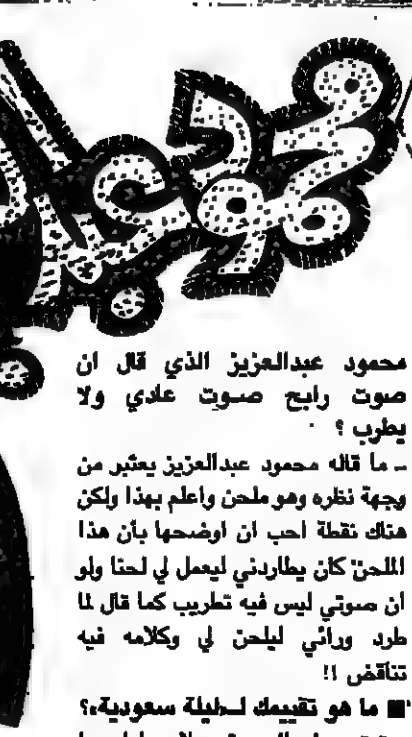 محمود عبدا
محمود عبدالعزيز الذي قال ان
صوت رابح صوت عادي ولا
يطرب ؟
ـ ما قاله محمود عبدالعزيز يعتبر من
وجهة نظره وهو ملحن واعلم بهذا ولكن
هناك نقطة احب ان اوضحها بأن هذا
الملحن كان يطاردني ليعمل لي لحنا ولو
ان صوتي ليس فيه تطريب كما قال لما
طرد ورائي ليلحن لي وكلامه فيه
تناقض !!
■ ما هو تقييمك لـ«ليلة سعودية»؟